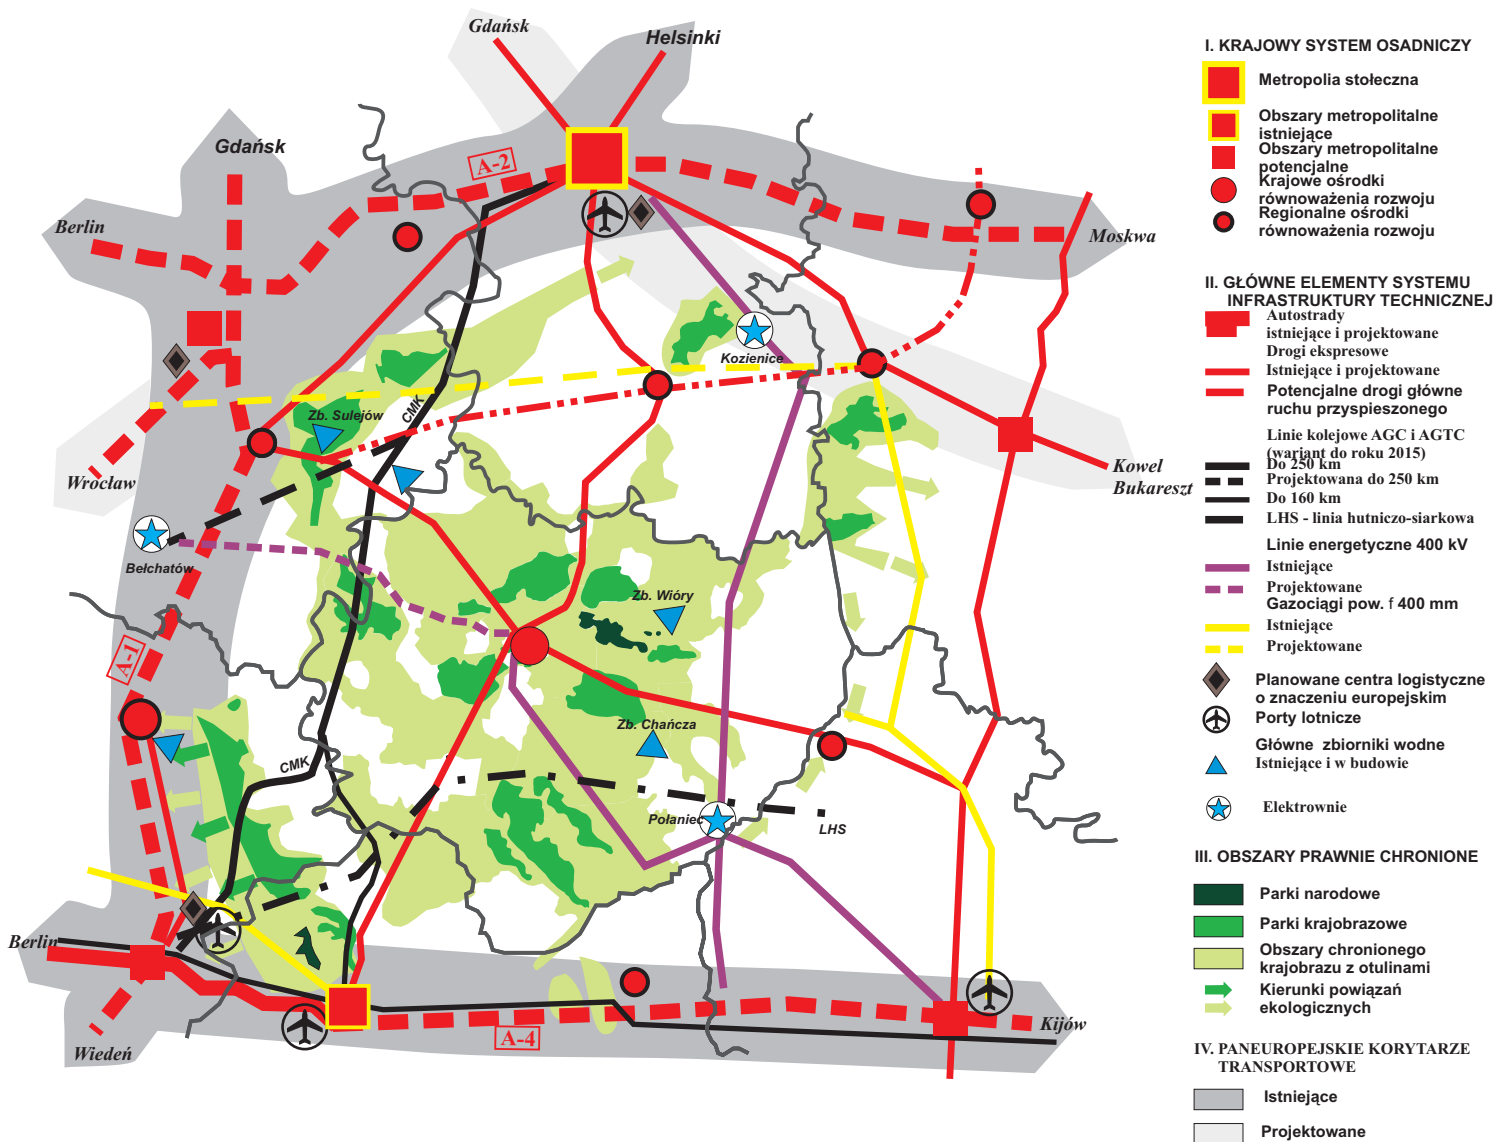 Gdańsk
Helsinki
Gdańsk
A-2
Berlin
Moskwa
Kozienice
Zb. Sulejów
CMK
Wrocław
Kowel
Bukareszt
Bełchatów
Zb. Wióry
A-1
Zb. Chańcza
CMK
Połaniec
LHS
Berlin
Wiedeń
A-4
Kijów
I. KRAJOWY SYSTEM OSADNICZY
Metropolia stołeczna
Obszary metropolitalne
istniejące
Obszary metropolitalne
potencjalne
Krajowe ośrodki
równoważenia rozwoju
Regionalne ośrodki
równoważenia rozwoju
II. GŁÓWNE ELEMENTY SYSTEMU
INFRASTRUKTURY TECHNICZNEJ
Autostrady
istniejące i projektowane
Drogi ekspresowe
Istniejące i projektowane
Potencjalne drogi główne
ruchu przyspieszonego
Linie kolejowe AGC i AGTC
(wariant do roku 2015)
Do 250 km
Projektowana do 250 km
Do 160 km
LHS - linia hutniczo-siarkowa
Linie energetyczne 400 kV
Istniejące
Projektowane
Gazociągi pow. f 400 mm
Istniejące
Projektowane
Planowane centra logistyczne
o znaczeniu europejskim
Porty lotnicze
Główne zbiorniki wodne
Istniejące i w budowie
Elektrownie
III. OBSZARY PRAWNIE CHRONIONE
Parki narodowe
Parki krajobrazowe
Obszary chronionego
krajobrazu z otulinami
Kierunki powiązań
ekologicznych
IV. PANEUROPEJSKIE KORYTARZE
TRANSPORTOWE
Istniejące
Projektowane